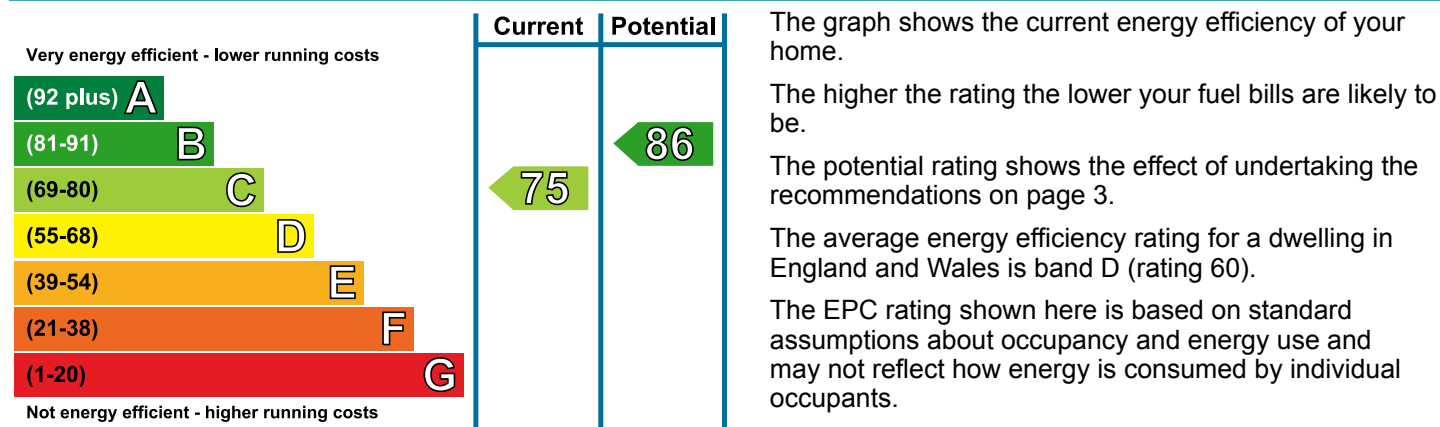 Current Potential
Very energy efficient - lower running costs
(92 plus) A
(81-91) B
(69-80) C
(55-68) D
(39-54) E
(21-38) F
(1-20) G
Not energy efficient - higher running costs
75
86
The graph shows the current energy efficiency of your
home.
The higher the rating the lower your fuel bills are likely to
be.
The potential rating shows the effect of undertaking the
recommendations on page 3.
The average energy efficiency rating for a dwelling in
England and Wales is band D (rating 60).
The EPC rating shown here is based on standard
assumptions about occupancy and energy use and
may not reflect how energy is consumed by individual
occupants.